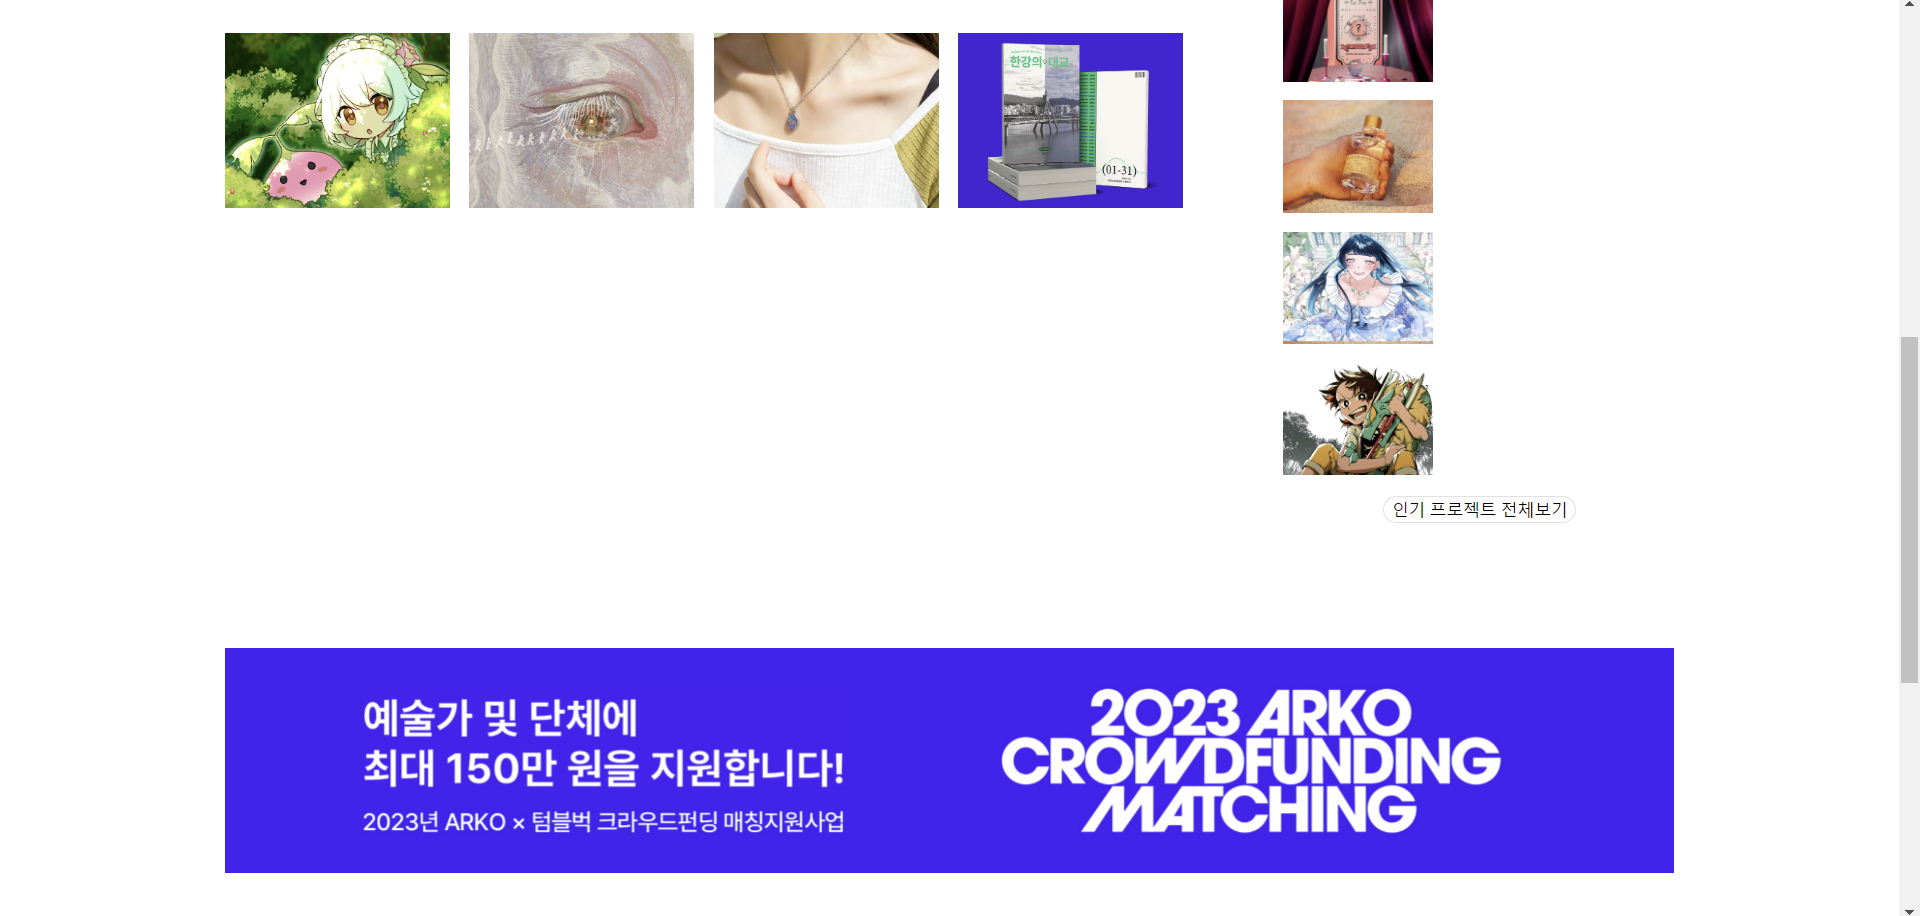 한강의 대교
(01-31)
인기 프로젝트 전체보기
예술가 및 단체에
최대 150만 원을 지원합니다!
2023년 ARKO × 텀블벅 크라우드펀딩 매칭지원사업
2023 ARKO
CROWDFUNDING
MATCHING